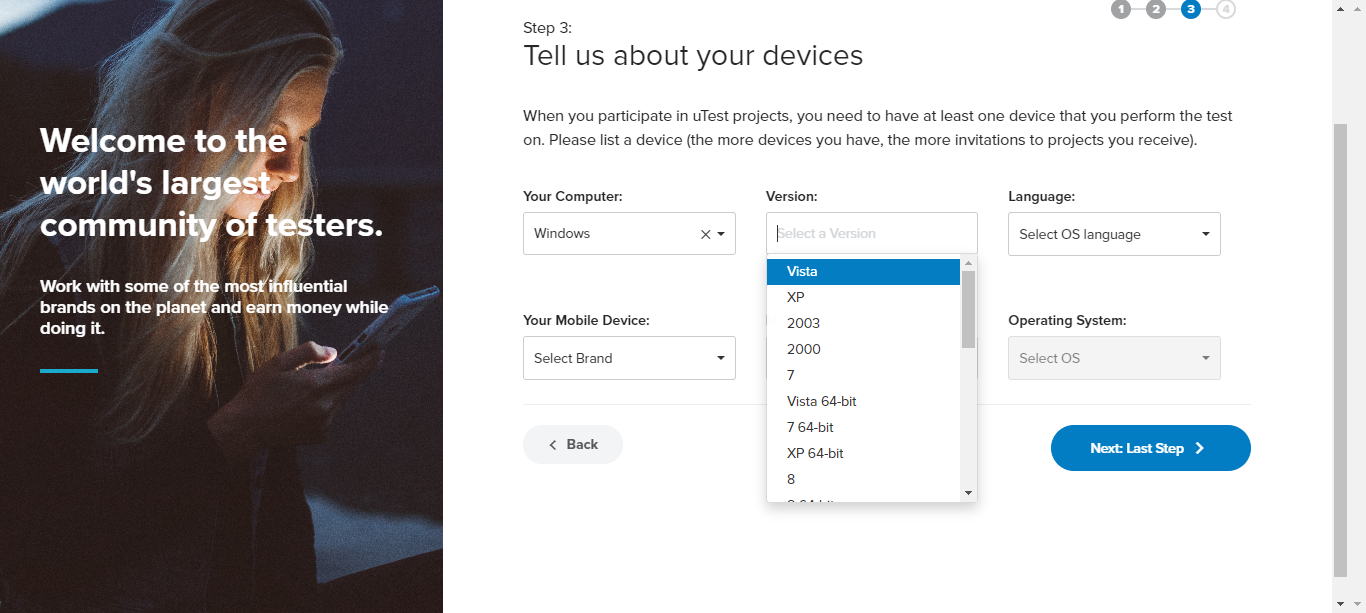 Welcome to the
world's largest
community of testers.
Work with some of the most influential
brands on the planet and earn money while
doing it.
1 2 3 4
Step 3:
Tell us about your devices
When you participate in uTest projects, you need to have at least one device that you perform the test
on. Please list a device (the more devices you have, the more invitations to projects you receive).
Your Computer: Version: Language:
Windows Select a Version Select OS language
Vista
XP
2003
2000
7
Vista 64-bit
7 64-bit
XP 64-bit
8
Your Mobile Device: Operating System:
Select Brand Select OS
Back Next: Last Step